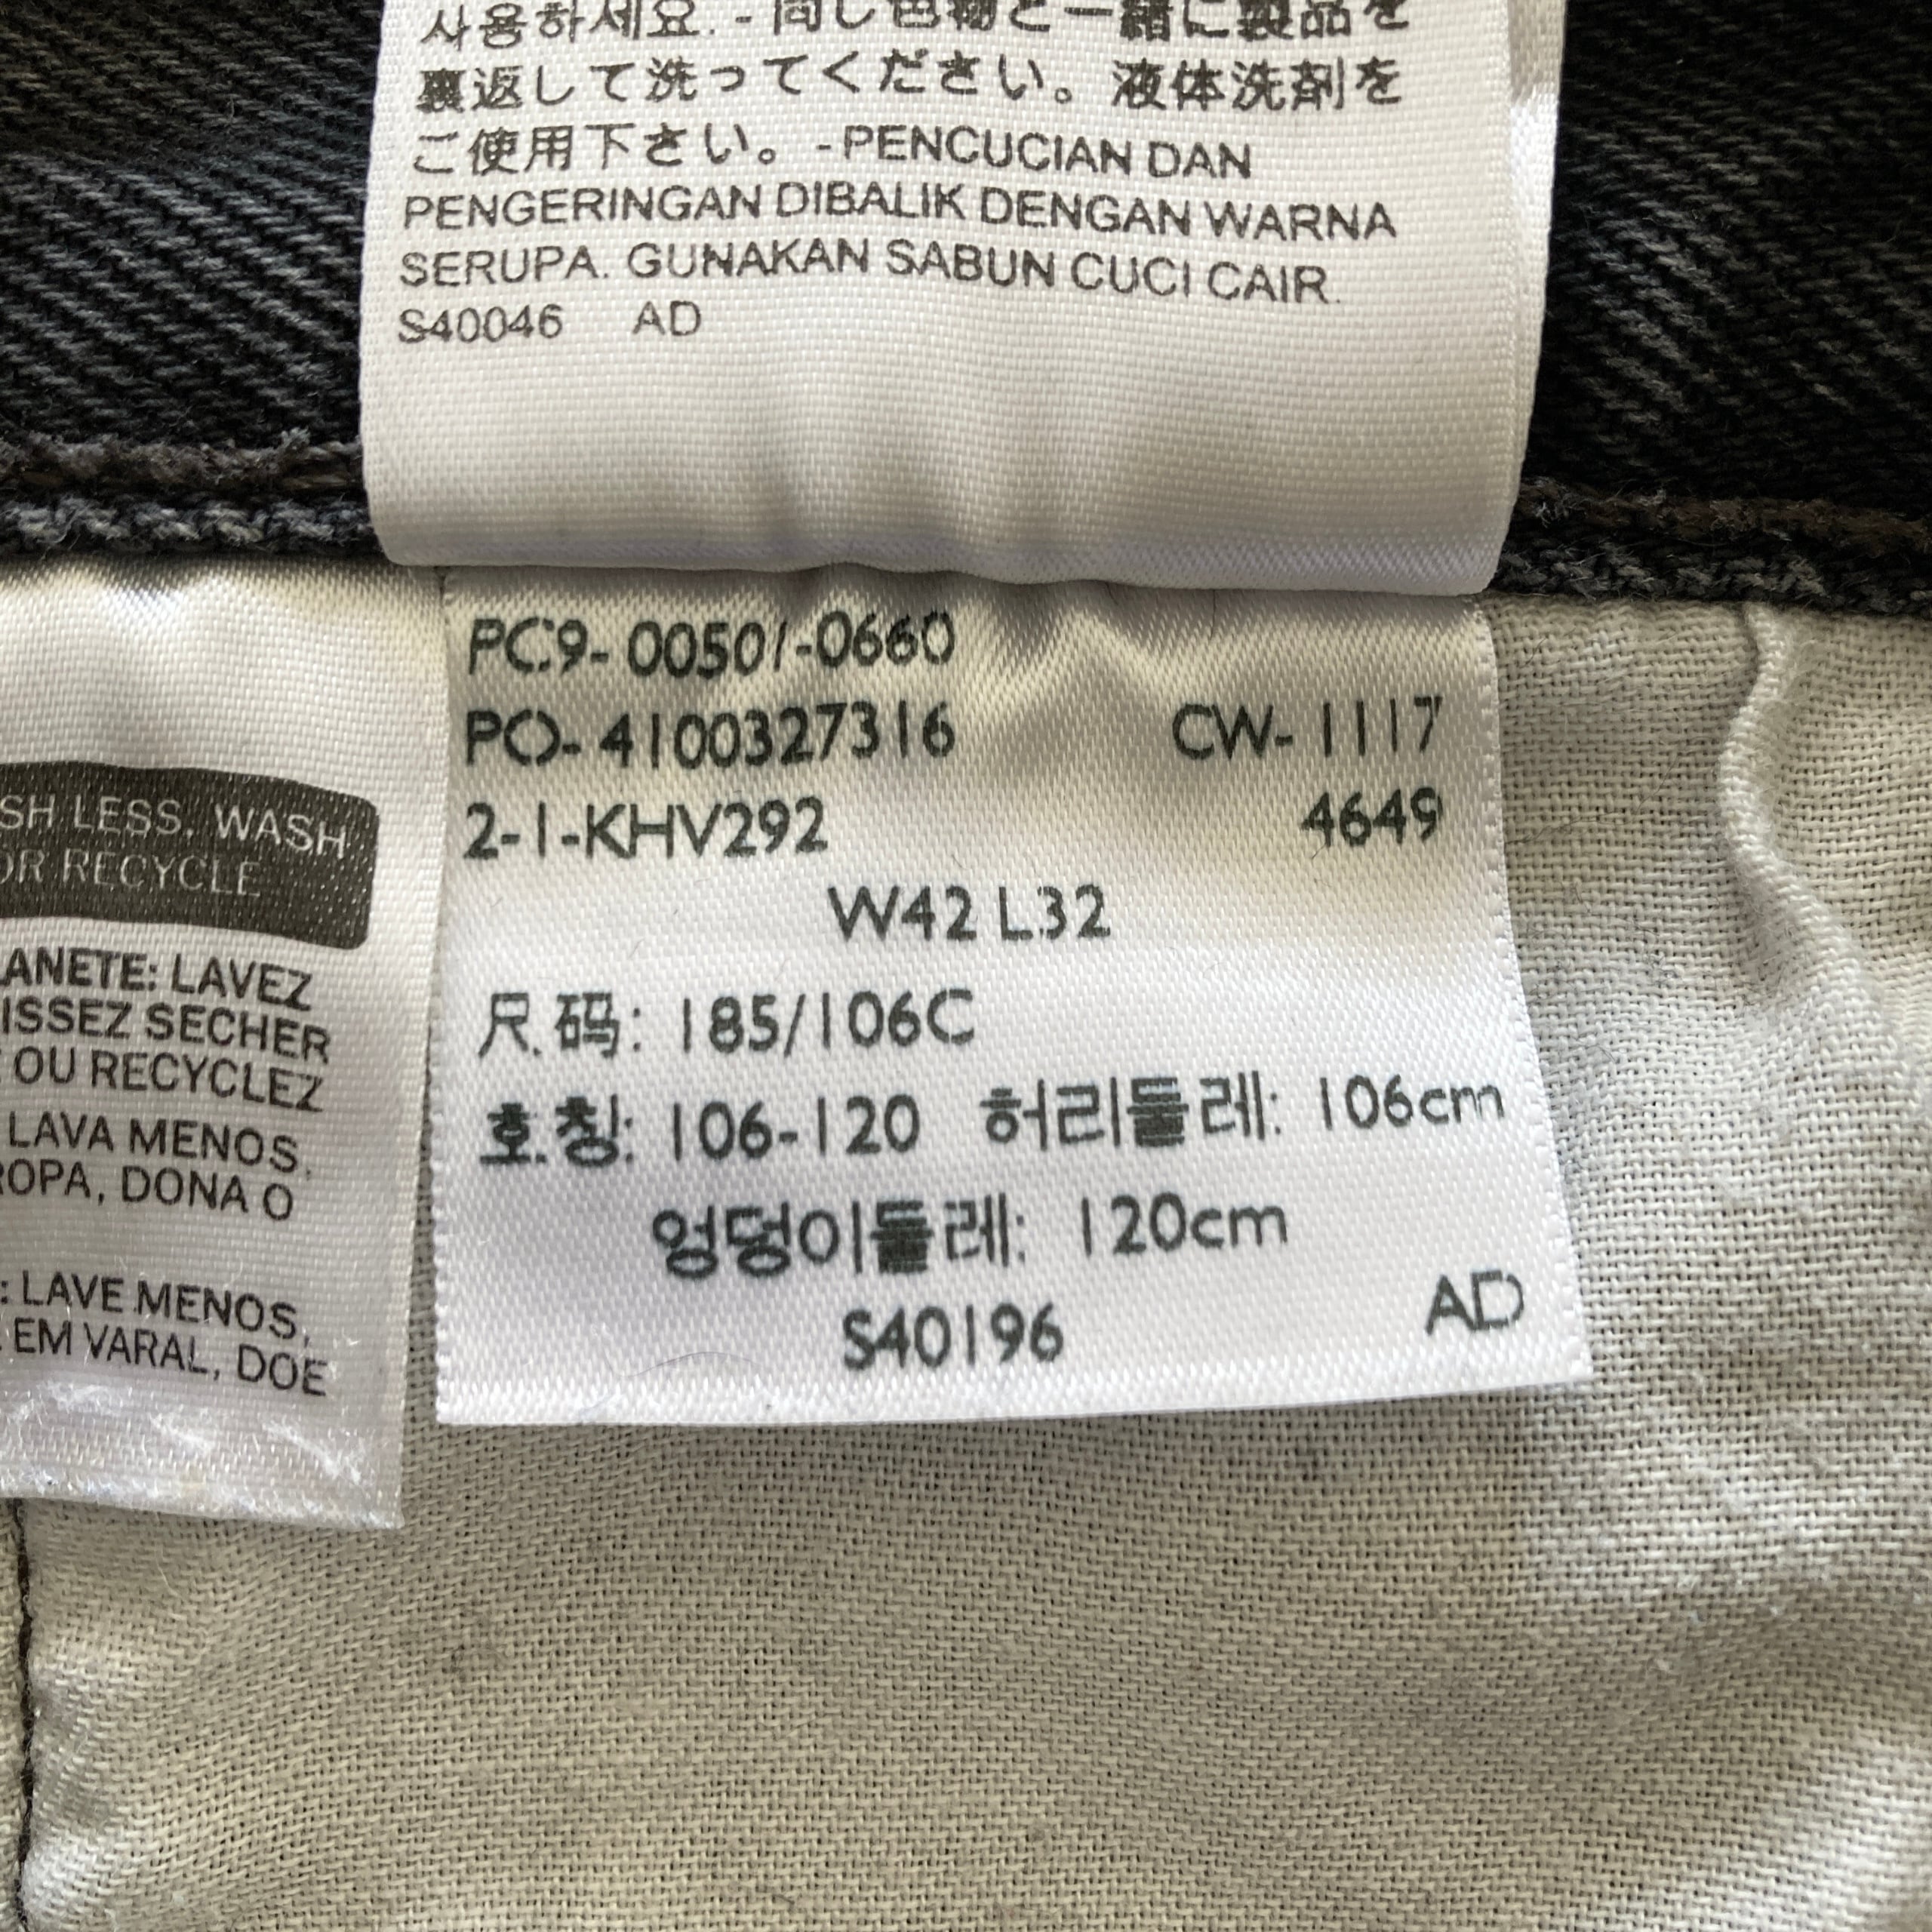 사용하세요. - 同じ色物と一緒に製品を
裏返して洗ってください。液体洗剤を
ご使用下さい。-PENCUCIAN DAN
PENGERINGAN DIBALIK DENGAN WARNA
SERUPA. GUNAKAN SABUN CUCI CAIR.
S40046 AD
SH LESS, WASH
OR RECYCLE
ANETE: LAVEZ
ISSEZ SECHER
OU RECYCLEZ
LAVA MENOS,
ROPA, DONA O
: LAVE MENOS,
EM VARAL, DOE
PC9-00501-0660
PO-4100327316 CW-1117
2-1-KHV292 4649
W42 L32
尺码: 185/106C
호칭: 106-120 허리둘레: 106cm
엉덩이둘레: 120cm
S40196 AD